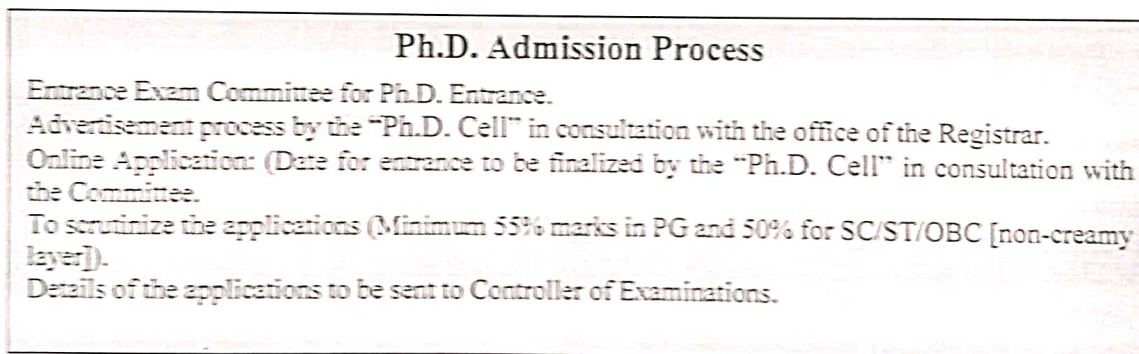 Ph.D. Admission Process
Entrance Exam Committee for Ph.D. Entrance.
Advertisement process by the “Ph.D. Cell” in consultation with the office of the Registrar.
Online Application: (Date for entrance to be finalized by the “Ph.D. Cell” in consultation with
the Committee.
To scrutinize the applications (Minimum 55% marks in PG and 50% for SC/ST/OBC [non-creamy
layer]).
Details of the applications to be sent to Controller of Examinations.